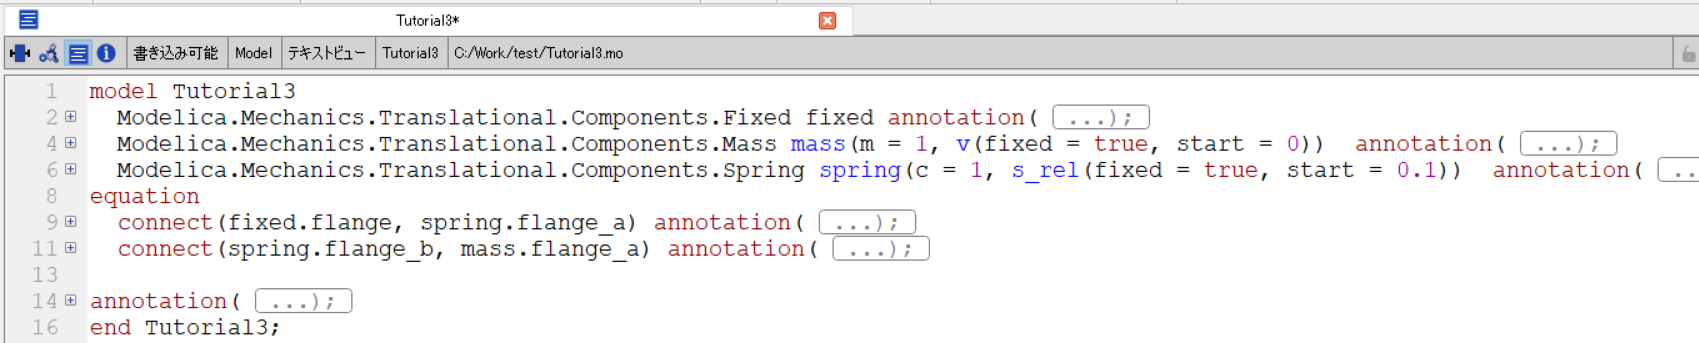 Tutorial3*
書き込み可能 Model テキストビュー Tutorial3 C:/Work/test/Tutorial3.mo
1 model Tutorial3
2 Modelica.Mechanics.Translational.Components.Fixed fixed annotation( ...);
4 Modelica.Mechanics.Translational.Components.Mass mass(m = 1, v(fixed = true, start = 0))  annotation( ...);
6 Modelica.Mechanics.Translational.Components.Spring spring(c = 1, s_rel(fixed = true, start = 0.1))  annotation( ..
8 equation
9 connect(fixed.flange, spring.flange_a) annotation( ...);
11 connect(spring.flange_b, mass.flange_a) annotation( ...);
13
14 annotation( ...);
16 end Tutorial3;